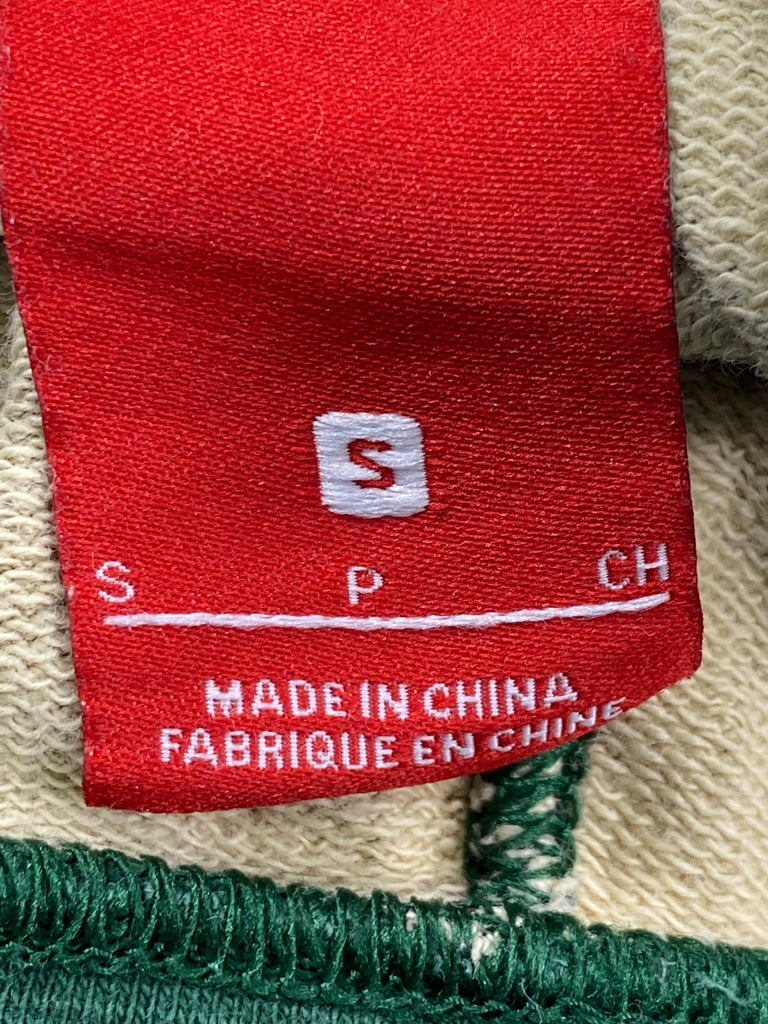 S
S P CH
MADE IN CHINA
FABRIQUE EN CHINE